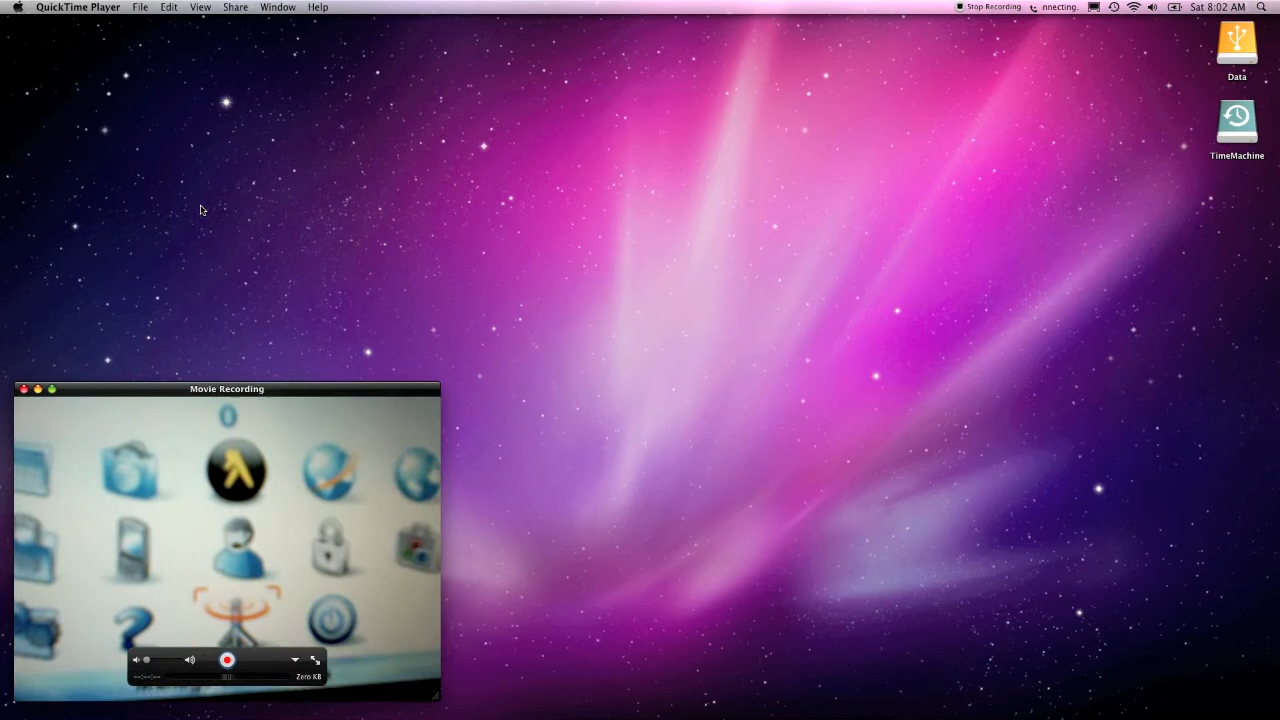 QuickTime Player File Edit View Share Window Help Stop Recording nnecting. Sat 8:02 AM
Data
TimeMachine
Movie Recording
--:--:-- Zero KB